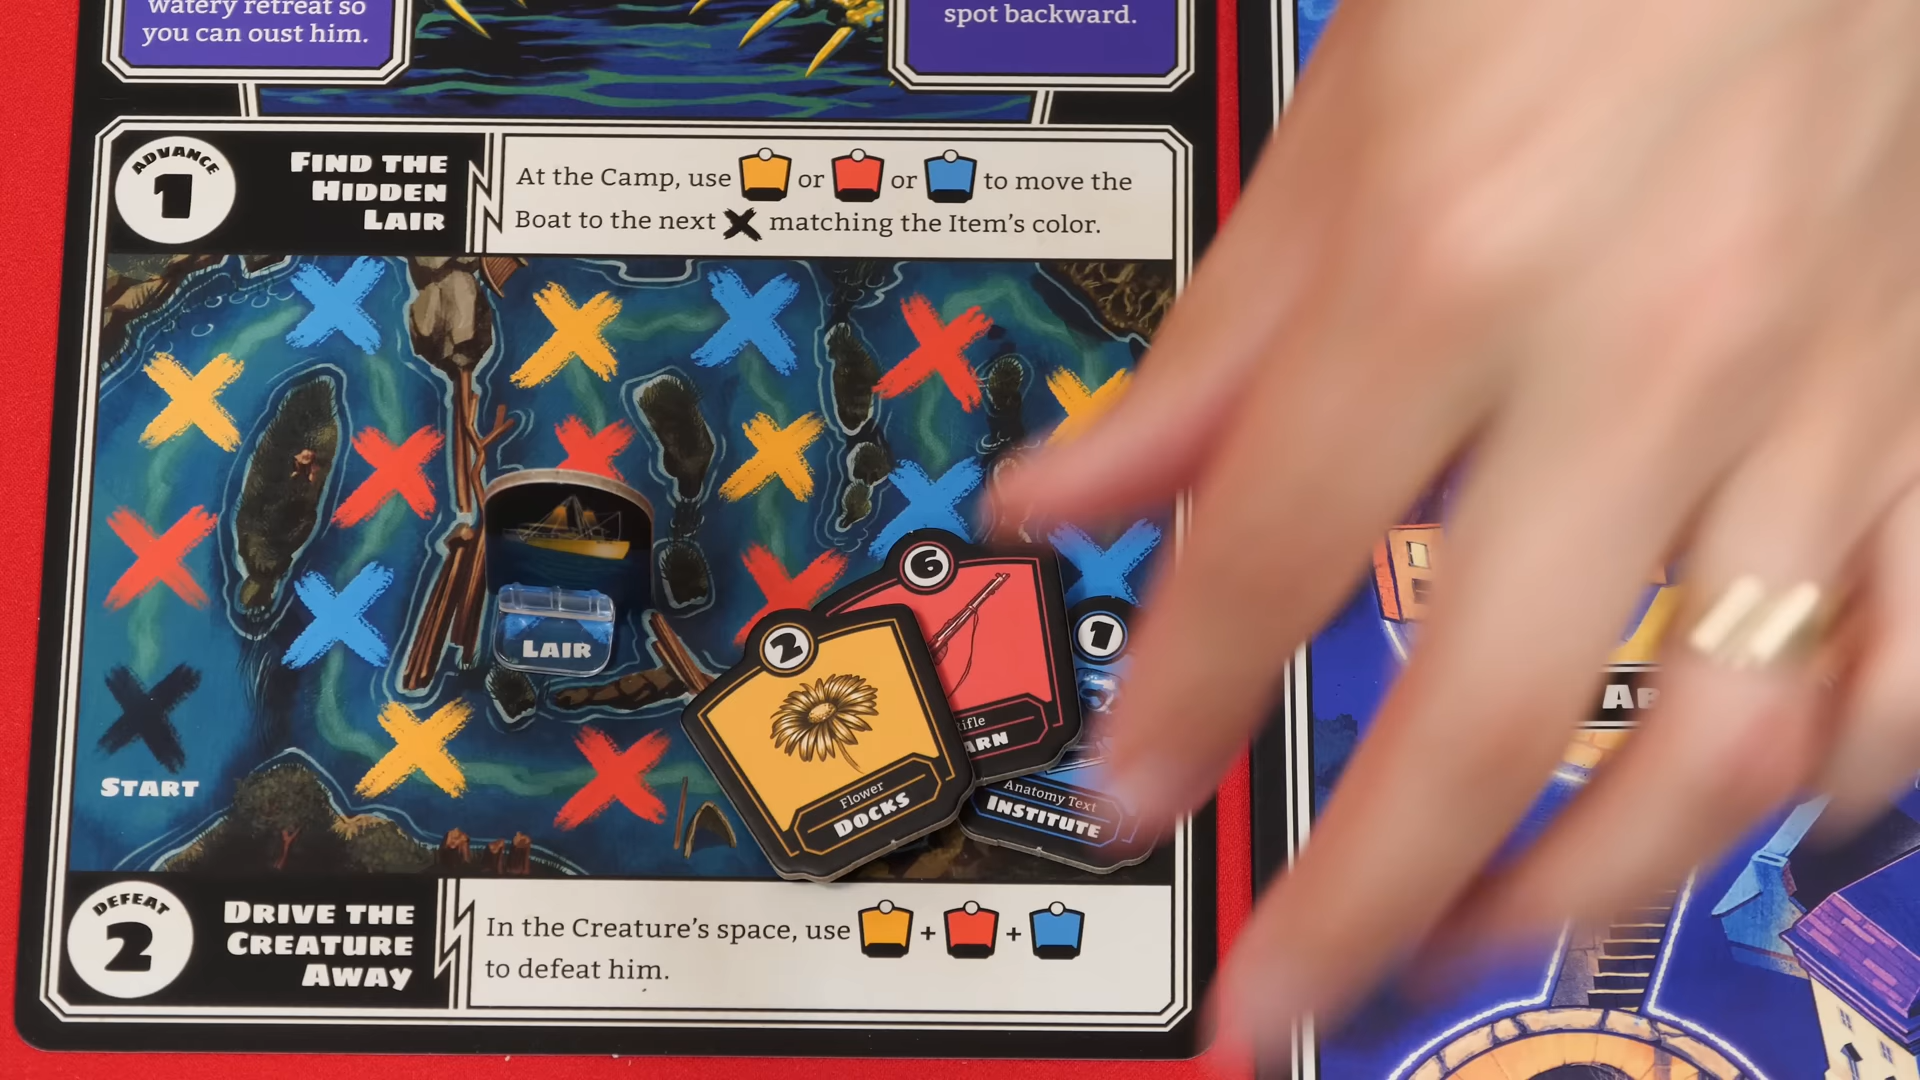 watery retreat so
you can oust him.
spot backward.
ADVANCE
1
FIND THE
HIDDEN
LAIR
At the Camp, use or or to move the
Boat to the next matching the Item's color.
6
1
2
LAIR
Flower
DOCKS
Anatomy Text
INSTITUTE
START
DEFEAT
2
DRIVE THE
CREATURE
AWAY
In the Creature's space, use + +
to defeat him.